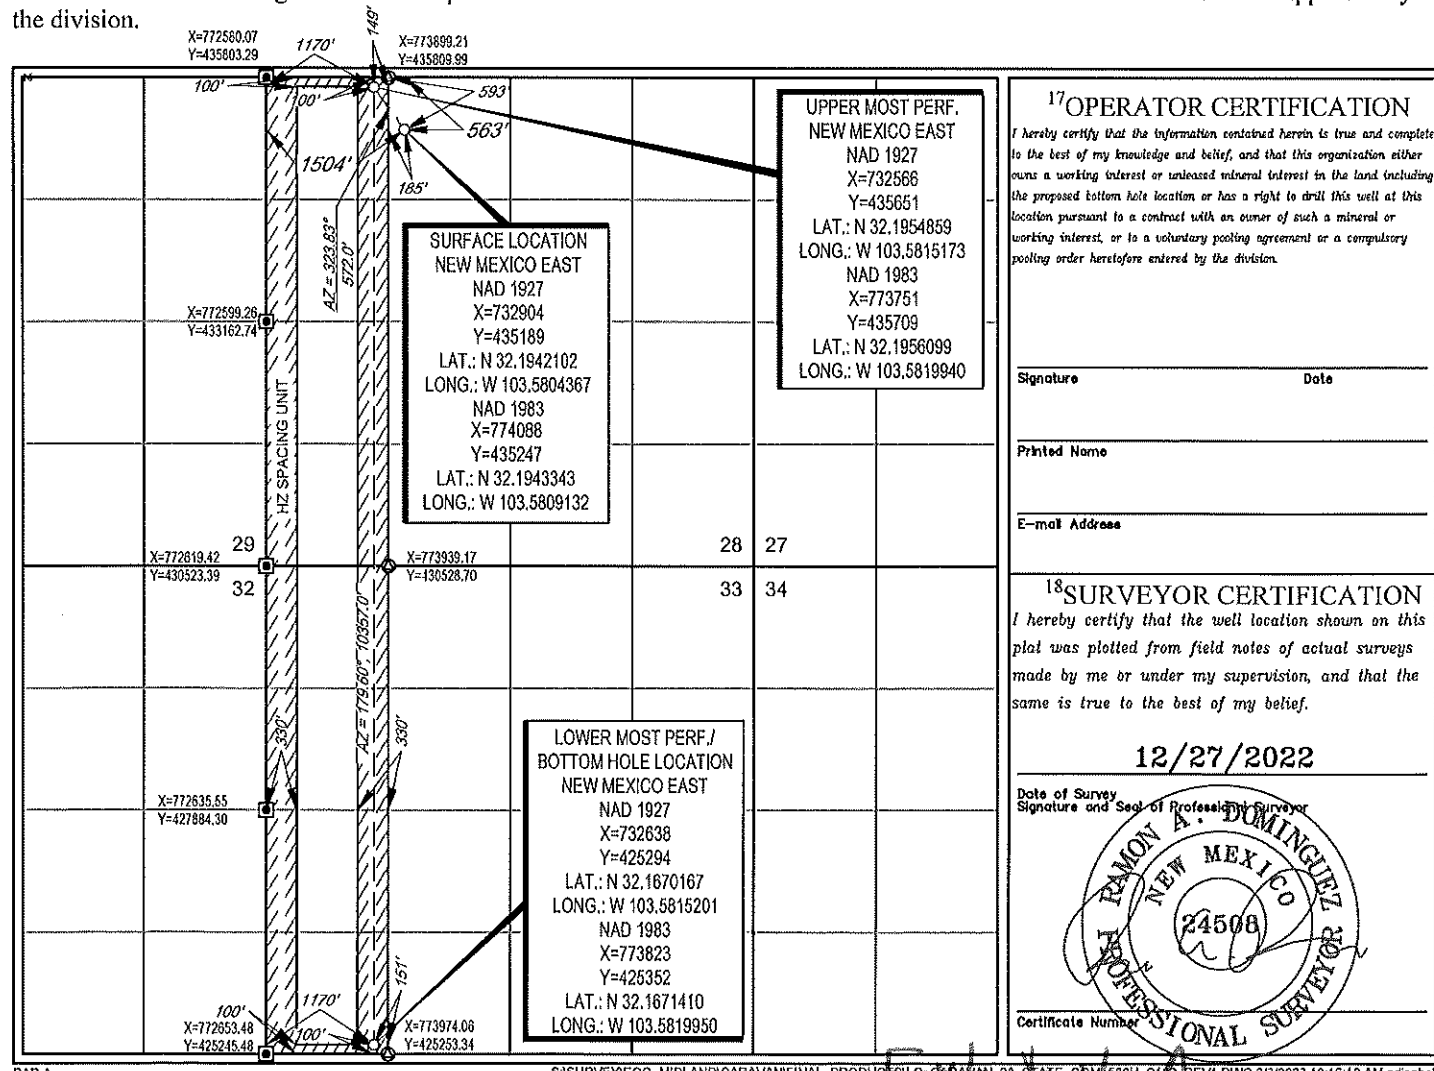 the division.
X=772580.07
Y=435803.29
1170'
149'
X=773899.21
Y=435809.99
100'
100'
593'
563'
1504'
185'
AZ = 323.83°
572.0'
UPPER MOST PERF.
NEW MEXICO EAST
NAD 1927
X=732566
Y=435651
LAT.: N 32.1954859
LONG.: W 103.5815173
NAD 1983
X=773751
Y=435709
LAT.: N 32.1956099
LONG.: W 103.5819940
SURFACE LOCATION
NEW MEXICO EAST
NAD 1927
X=732904
Y=435189
LAT.: N 32.1942102
LONG.: W 103.5804367
NAD 1983
X=774088
Y=435247
LAT.: N 32.1943343
LONG.: W 103.5809132
X=772599.26
Y=433162.74
HZ SPACING UNIT
29
28 27
X=772619.42
Y=430523.39
X=773939.17
Y=430528.70
32
33 34
AZ = 179.60°, 10357.0'
330'
330'
X=772635.55
Y=427884.30
LOWER MOST PERF./
BOTTOM HOLE LOCATION
NEW MEXICO EAST
NAD 1927
X=732638
Y=425294
LAT.: N 32.1670167
LONG.: W 103.5815201
NAD 1983
X=773823
Y=425352
LAT.: N 32.1671410
LONG.: W 103.5819950
151'
100'
1170'
100'
X=772653.48
Y=425245.48
X=773974.06
Y=425253.34
17OPERATOR CERTIFICATION
I hereby certify that the information contained herein is true and complete
to the best of my knowledge and belief, and that this organization either
owns a working interest or unleased mineral interest in the land including
the proposed bottom hole location or has a right to drill this well at this
location pursuant to a contract with an owner of such a mineral or
working interest, or to a voluntary pooling agreement or a compulsory
pooling order heretofore entered by the division.
Signature Date
Printed Name
E-mail Address
18SURVEYOR CERTIFICATION
I hereby certify that the well location shown on this
plat was plotted from field notes of actual surveys
made by me or under my supervision, and that the
same is true to the best of my belief.
12/27/2022
Date of Survey
Signature and Seal of Professional Surveyor
RAMON A. DOMINGUEZ
NEW MEXICO
24508
PROFESSIONAL SURVEYOR
Certificate Number